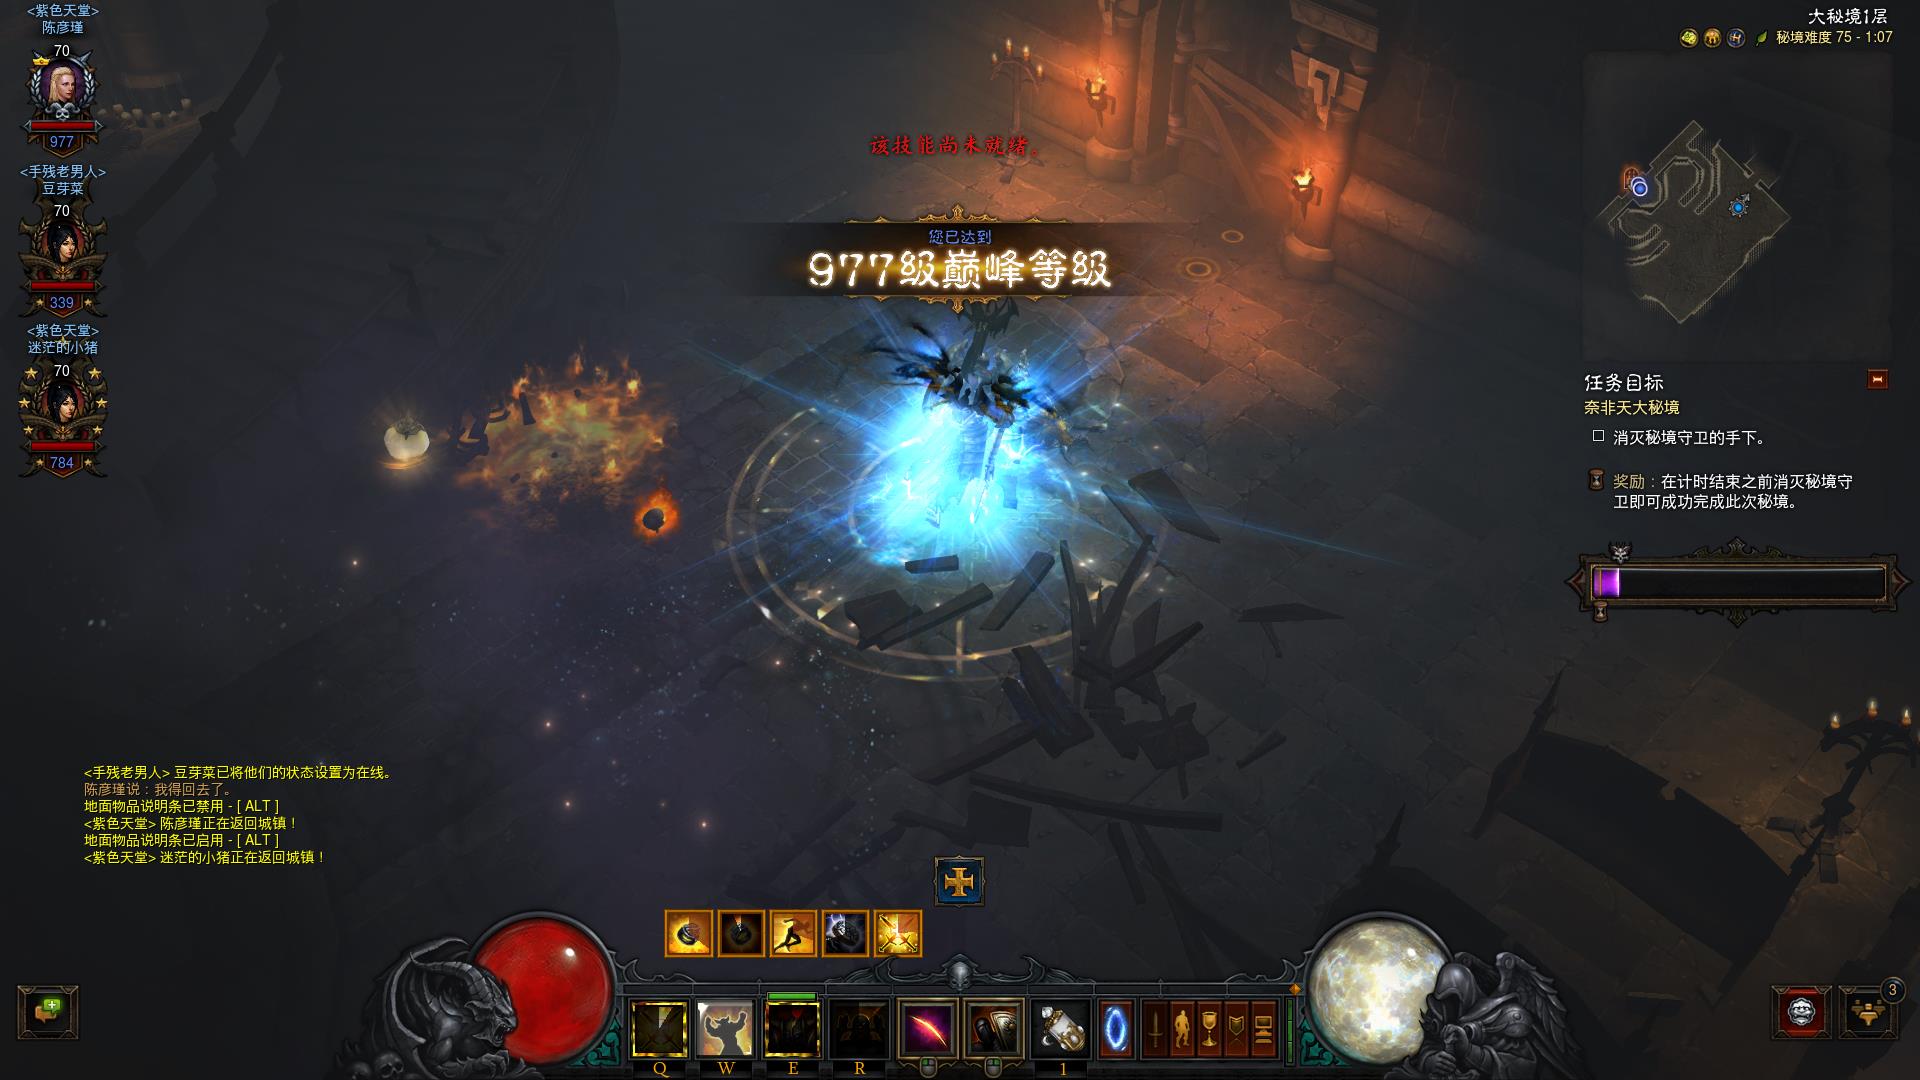 <紫色天堂>
陈彦瑾
70
977
<手残老男人>
豆芽菜
70
339
<紫色天堂>
迷茫的小猪
70
784
大秘境1层
秘境难度 75 - 1:07
该技能尚未就绪。
您已达到
977级巅峰等级
任务目标
奈非天大秘境
消灭秘境守卫的手下。
奖励：在计时结束之前消灭秘境守
卫即可成功完成此次秘境。
<手残老男人> 豆芽菜已将他们的状态设置为在线。
陈彦瑾说：我得回去了。
地面物品说明条已禁用 - [ ALT ]
<紫色天堂> 陈彦瑾正在返回城镇！
地面物品说明条已启用 - [ ALT ]
<紫色天堂> 迷茫的小猪正在返回城镇！
Q W E R 1
3